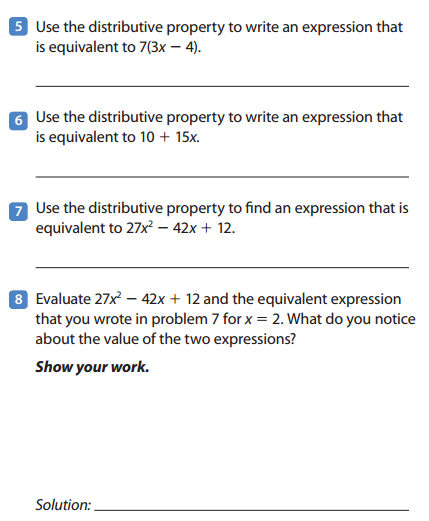 5 Use the distributive property to write an expression that
is equivalent to 7(3x − 4).
6 Use the distributive property to write an expression that
is equivalent to 10 + 15x.
7 Use the distributive property to find an expression that is
equivalent to 27x² − 42x + 12.
8 Evaluate 27x² − 42x + 12 and the equivalent expression
that you wrote in problem 7 for x = 2. What do you notice
about the value of the two expressions?
Show your work.
Solution: